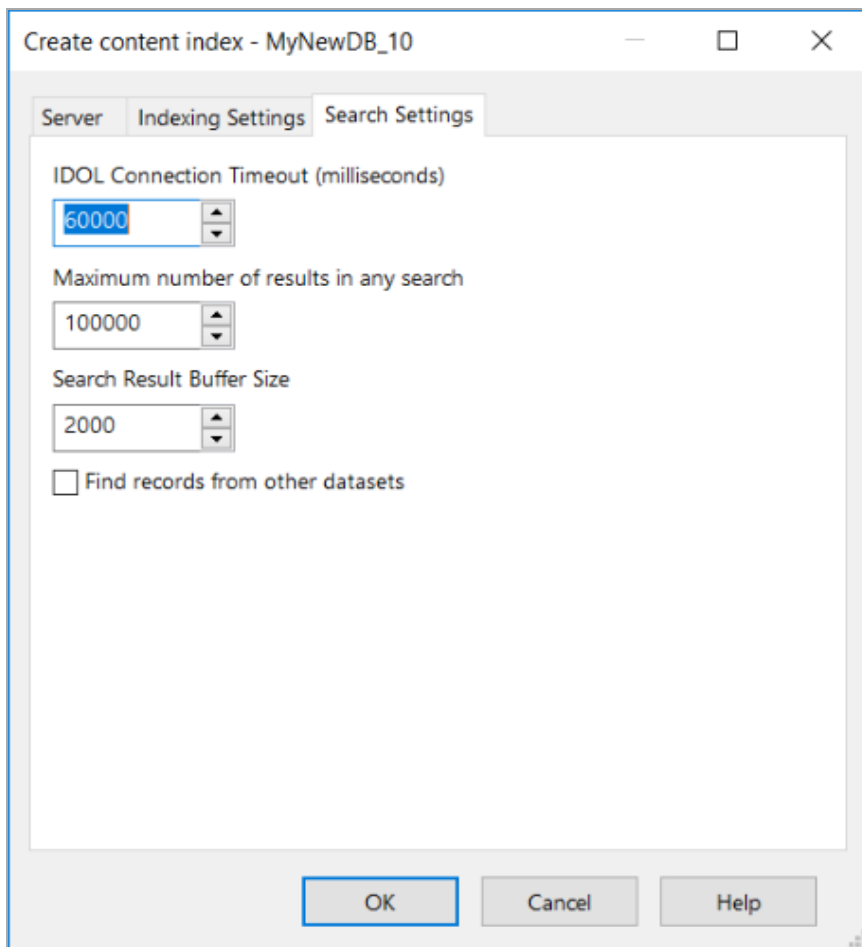 Create content index - MyNewDB_10
Server Indexing Settings Search Settings
IDOL Connection Timeout (milliseconds)
60000
Maximum number of results in any search
100000
Search Result Buffer Size
2000
Find records from other datasets
OK Cancel Help